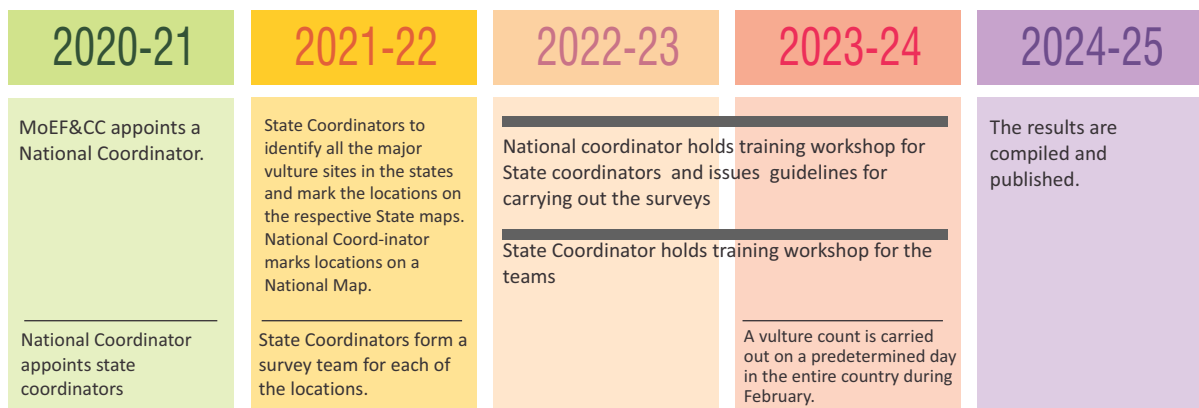 2020-21
2021-22
2022-23
2023-24
2024-25
MoEF&CC appoints a
National Coordinator.
National Coordinator
appoints state
coordinators
State Coordinators to
identify all the major
vulture sites in the states
and mark the locations on
the respective State maps.
National Coord-inator
marks locations on a
National Map.
State Coordinators form a
survey team for each of
the locations.
National coordinator holds training workshop for
State coordinators and issues guidelines for
carrying out the surveys
State Coordinator holds training workshop for the
teams
A vulture count is carried
out on a predetermined day
in the entire country during
February.
The results are
compiled and
published.